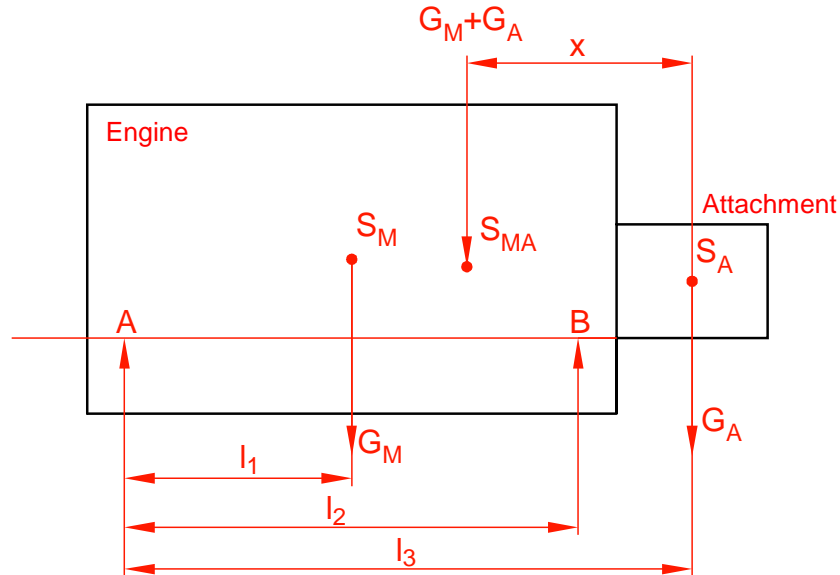 G_M+G_A
x
Engine
Attachment
S_M
S_MA
S_A
A
B
G_M
G_A
l_1
l_2
l_3